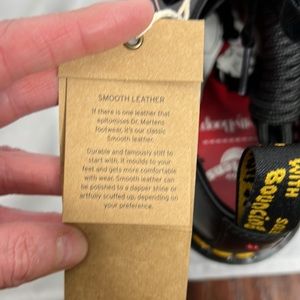 SMOOTH LEATHER
If there is one leather that
epitomises Dr. Martens
footwear, it's our classic
Smooth leather.
Durable and famously stiff to
start with, it moulds to your
feet and gets more comfortable
with wear. Smooth leather can
be polished to a dapper shine or
artfully scuffed up, depending on
your preference.
WITH
Bouncing